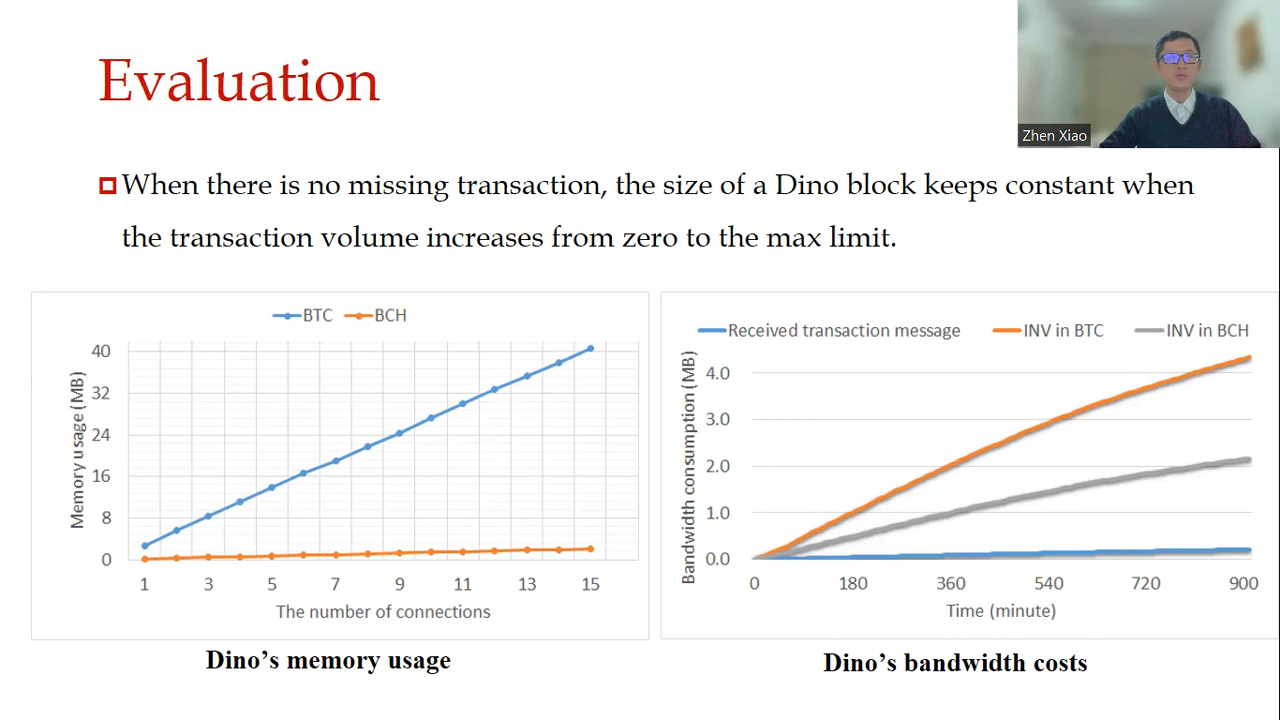 Evaluation
Zhen Xiao
When there is no missing transaction, the size of a Dino block keeps constant when
the transaction volume increases from zero to the max limit.
BTC BCH
40
32
24
16
8
0
Memory usage (MB)
1 3 5 7 9 11 13 15
The number of connections
Dino's memory usage
Received transaction message INV in BTC INV in BCH
4.0
3.0
2.0
1.0
0.0
Bandwidth consumption (MB)
0 180 360 540 720 900
Time (minute)
Dino's bandwidth costs